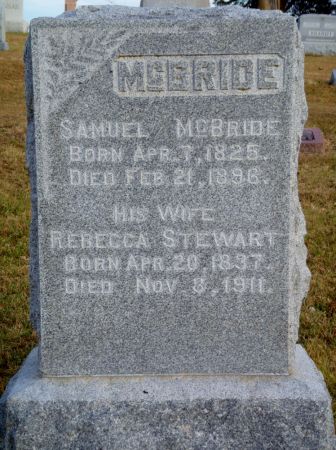 McBride
Samuel McBride
Born Apr. 7, 1825.
Died Feb. 21, 1896.
His Wife
Rebecca Stewart
Born Apr. 20, 1837.
Died Nov. 8, 1911.